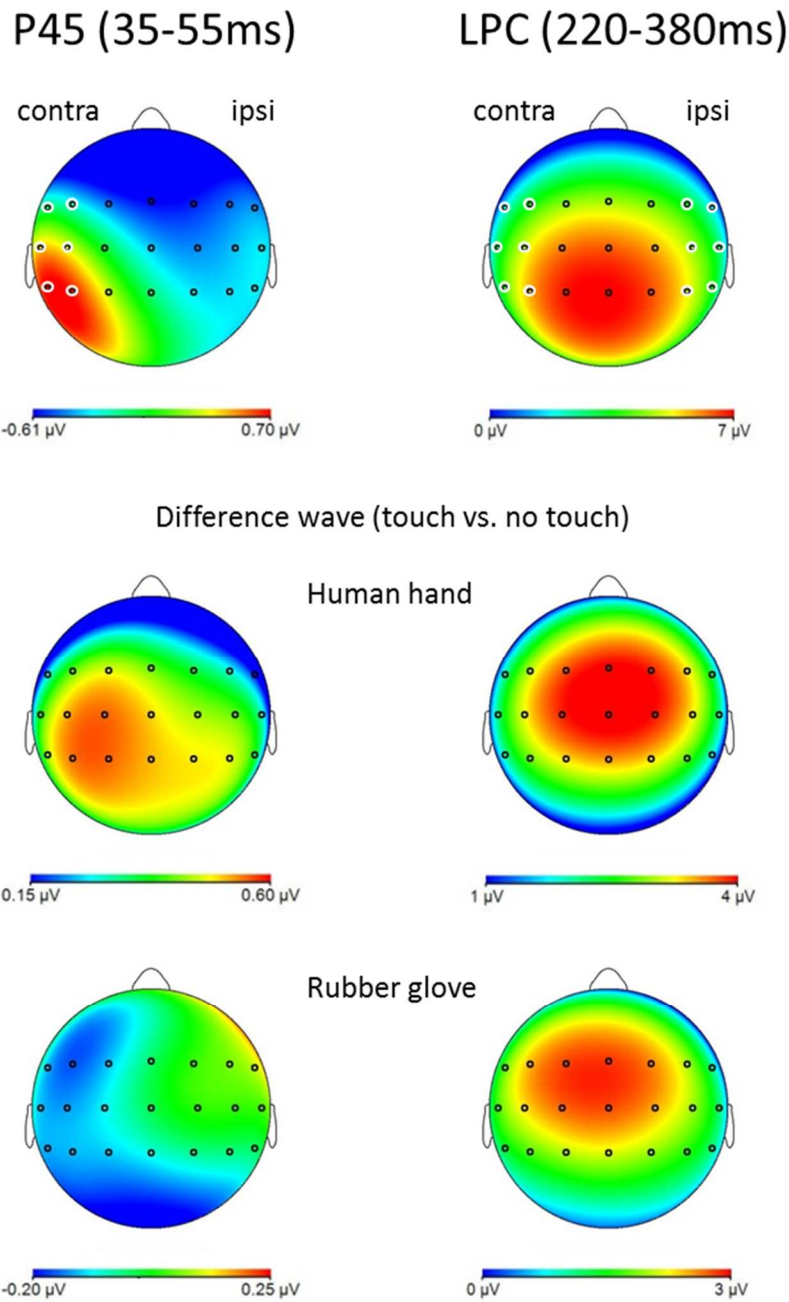 P45 (35-55ms) LPC (220-380ms)
contra ipsi contra ipsi
-0.61 µV 0.70 µV 0 µV 7 µV
Difference wave (touch vs. no touch)
Human hand
0.15 µV 0.60 µV 1 µV 4 µV
Rubber glove
-0.20 µV 0.25 µV 0 µV 3 µV